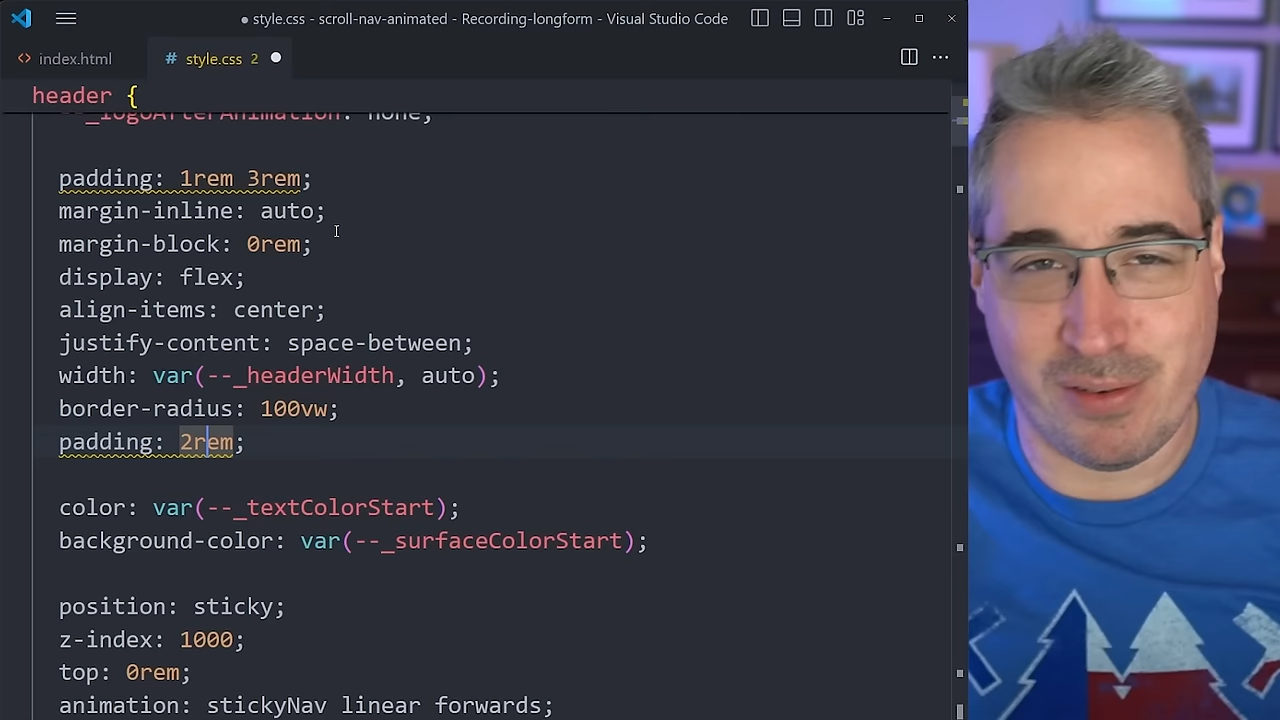 style.css - scroll-nav-animated - Recording-longform - Visual Studio Code
index.html
# style.css 2
header {
--_logoAfterAnimation: none;
padding: 1rem 3rem;
margin-inline: auto;
margin-block: 0rem;
display: flex;
align-items: center;
justify-content: space-between;
width: var(--_headerWidth, auto);
border-radius: 100vw;
padding: 2rem;
color: var(--_textColorStart);
background-color: var(--_surfaceColorStart);
position: sticky;
z-index: 1000;
top: 0rem;
animation: stickyNav linear forwards;